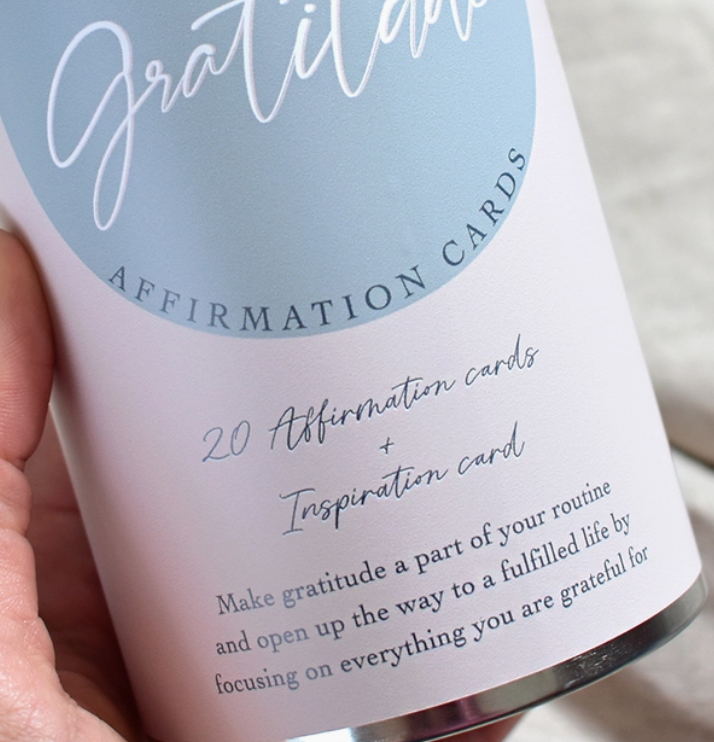 Gratitude
AFFIRMATION CARDS
20 Affirmation cards
+
Inspiration card
Make gratitude a part of your routine
and open up the way to a fulfilled life by
focusing on everything you are grateful for